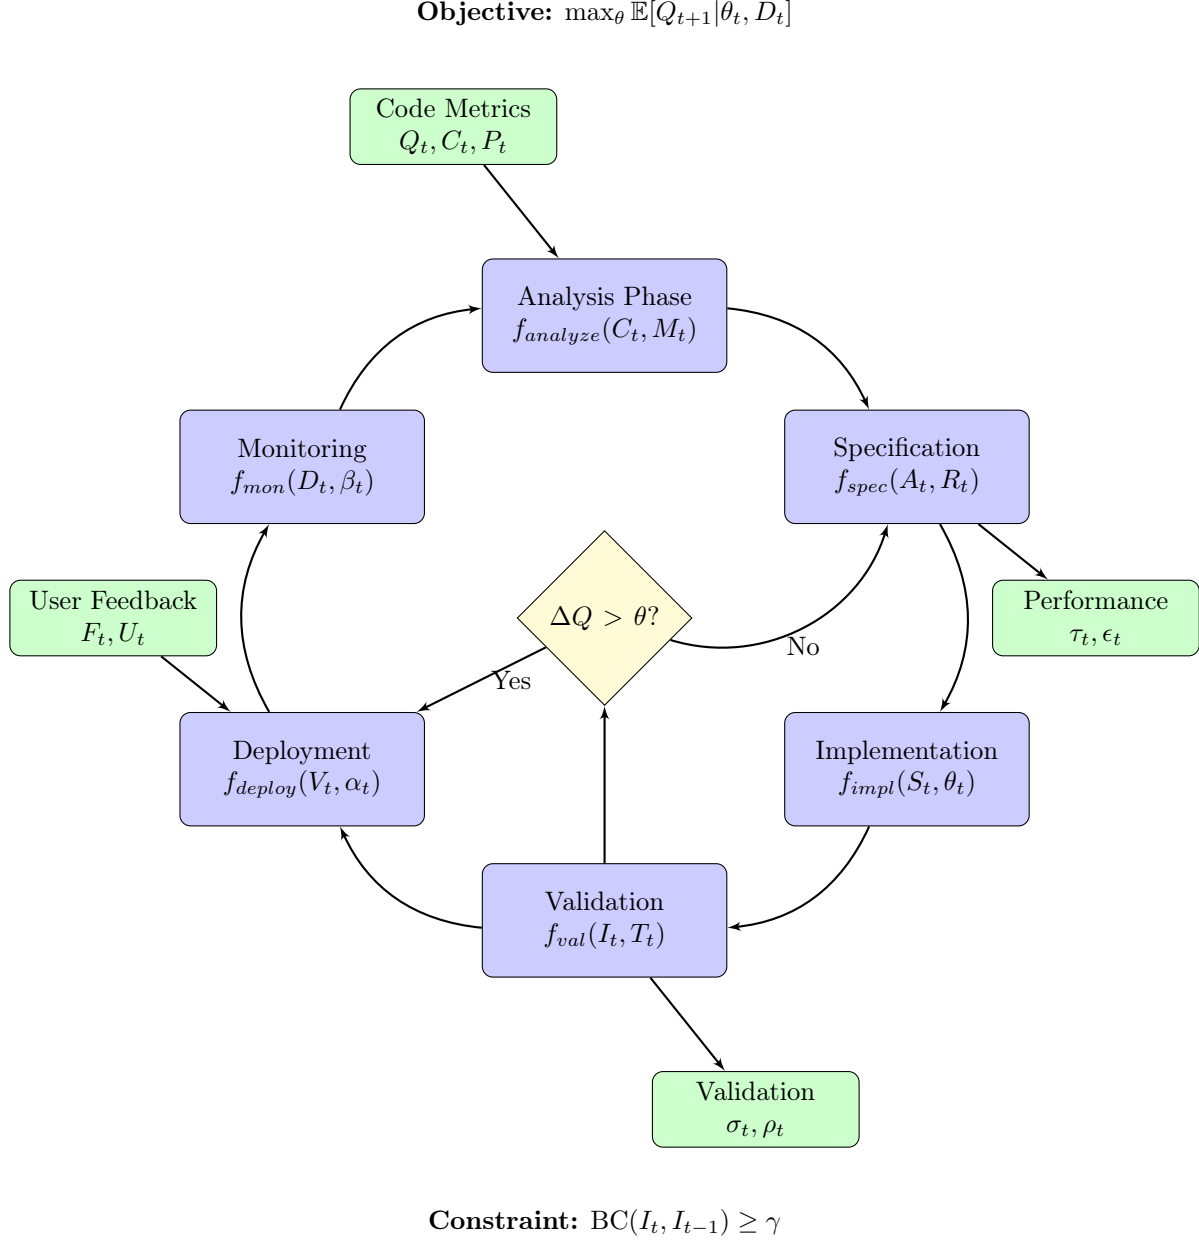 Objective: max_θ 𝔼[Q_{t+1}|θ_t, D_t]
Code Metrics
Q_t, C_t, P_t
Analysis Phase
f_{analyze}(C_t, M_t)
Monitoring
f_{mon}(D_t, β_t)
Specification
f_{spec}(A_t, R_t)
User Feedback
F_t, U_t
ΔQ > θ?
Performance
τ_t, ϵ_t
No
Yes
Deployment
f_{deploy}(V_t, α_t)
Implementation
f_{impl}(S_t, θ_t)
Validation
f_{val}(I_t, T_t)
Validation
σ_t, ρ_t
Constraint: BC(I_t, I_{t−1}) ≥ γ